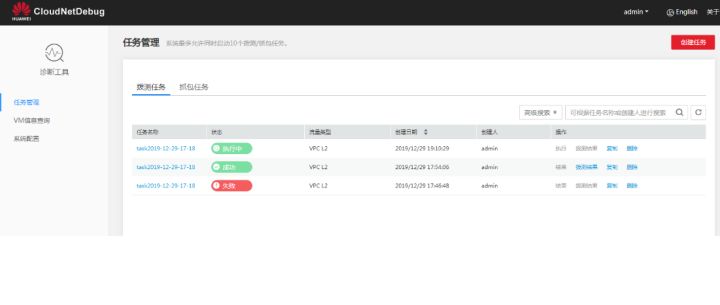 HUAWEI CloudNetDebug admin English 关于
诊断工具
任务管理
VM信息查询
系统配置
任务管理 系统最多允许同时启动10个拨测/抓包任务。 创建任务
拨测任务 抓包任务
高级搜索 可根据任务名称或创建人进行搜索
任务名称 状态 流量类型 创建日期 创建人 操作
task2019-12-29-17-18 执行中 VPC L2 2019/12/29 19:10:29 admin 执行 拨测结果 复制 删除
task2019-12-29-17-18 成功 VPC L2 2019/12/29 17:54:06 admin 结束 拨测结果 复制 删除
task2019-12-29-17-18 失败 VPC L2 2019/12/29 17:46:48 admin 结束 拨测结果 复制 删除